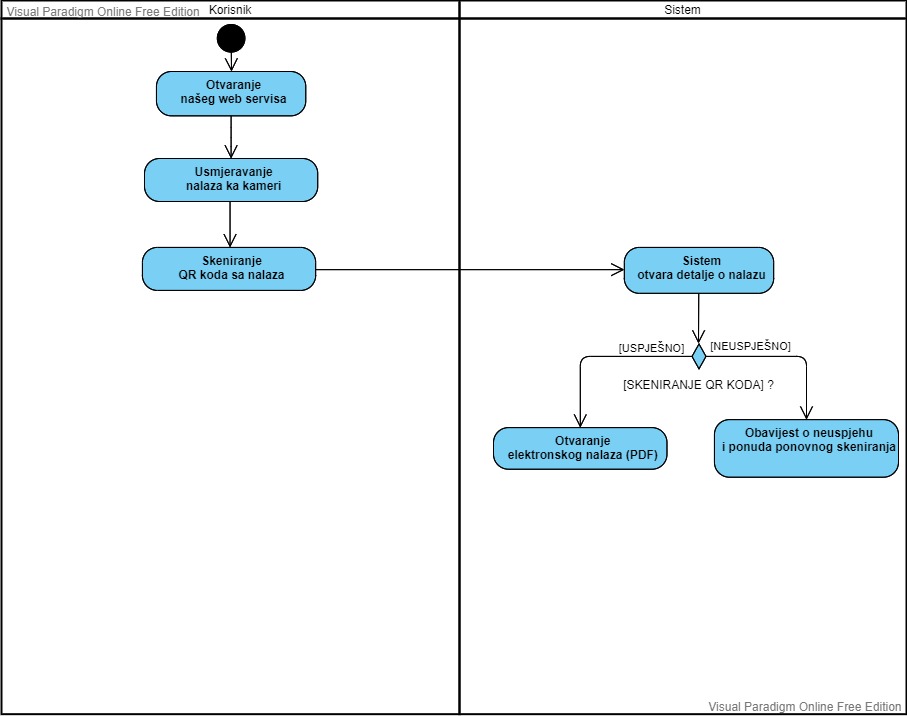 Visual Paradigm Online Free Edition
Korisnik
Sistem
Otvaranje
našeg web servisa
Usmjeravanje
nalaza ka kameri
Skeniranje
QR koda sa nalaza
Sistem
otvara detalje o nalazu
[USPJEŠNO]
[NEUSPJEŠNO]
[SKENIRANJE QR KODA] ?
Otvaranje
elektronskog nalaza (PDF)
Obavijest o neuspjehu
i ponuda ponovnog skeniranja
Visual Paradigm Online Free Edition